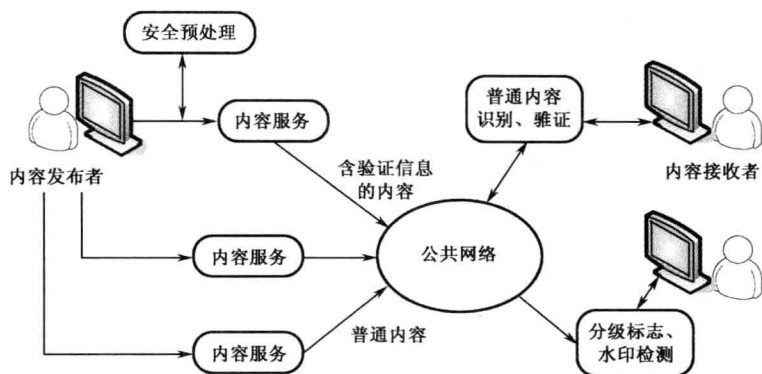 安全预处理
内容服务
内容发布者
含验证信息
的内容
普通内容
识别、验证
内容接收者
内容服务
公共网络
内容服务
普通内容
分级标志、
水印检测